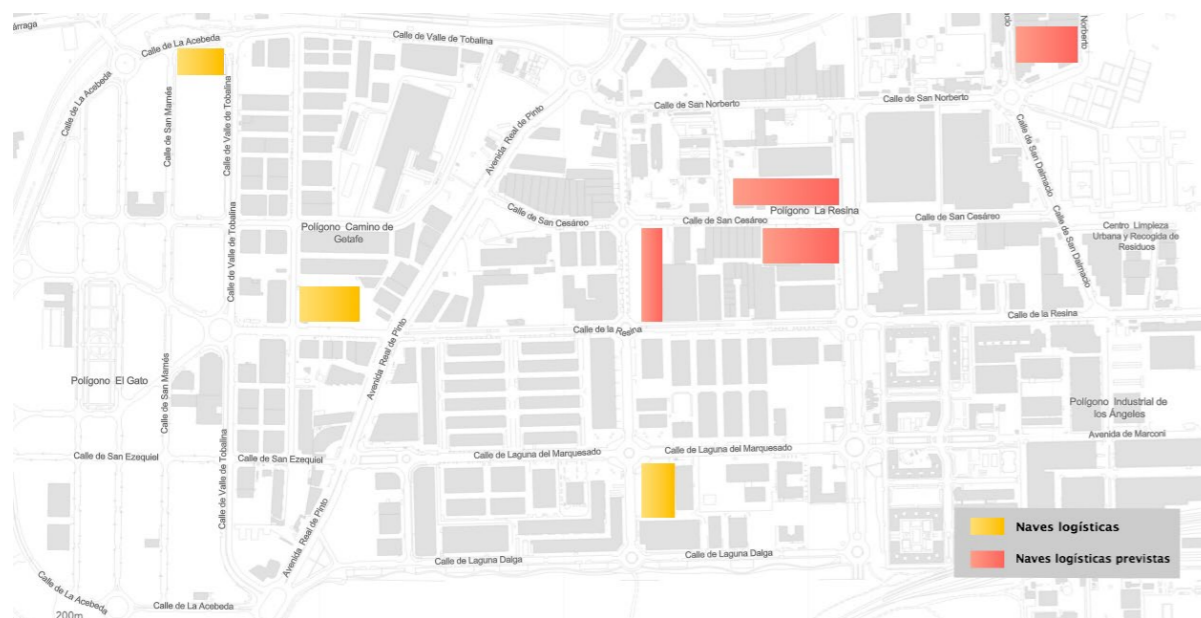 árraga
Calle de La Acebeda
Calle de Valle de Tobalina
Norberto
Calle de La Acebeda
Calle de San Mamés
Calle de Valle de Tobalina
Avenida Real de Pinto
Calle de San Norberto
Calle de San Norberto
Calle de San Dalmacio
Avenida Real de Pinto
Calle de San Cesáreo
Calle de San Cesáreo
Polígono La Resina
Calle de San Cesáreo
Calle de San Dalmacio
Centro Limpieza
Urbana y Recogida de
Residuos
Polígono Camino de
Getafe
Calle de Valle de Tobalina
Calle de la Resina
Calle de la Resina
Avenida Real de Pinto
Calle de San Mamés
Polígono El Gato
Polígono Industrial de
los Ángeles
Avenida de Marconi
Calle de San Ezequiel
Calle de San Ezequiel
Calle de Laguna del Marquesado
Calle de Laguna del Marquesado
Calle de Valle de Tobalina
Avenida Real de Pinto
Calle de Laguna Dalga
Calle de Laguna Dalga
Calle de La Acebeda
Calle de La Acebeda
200m
Naves logísticas
Naves logísticas previstas